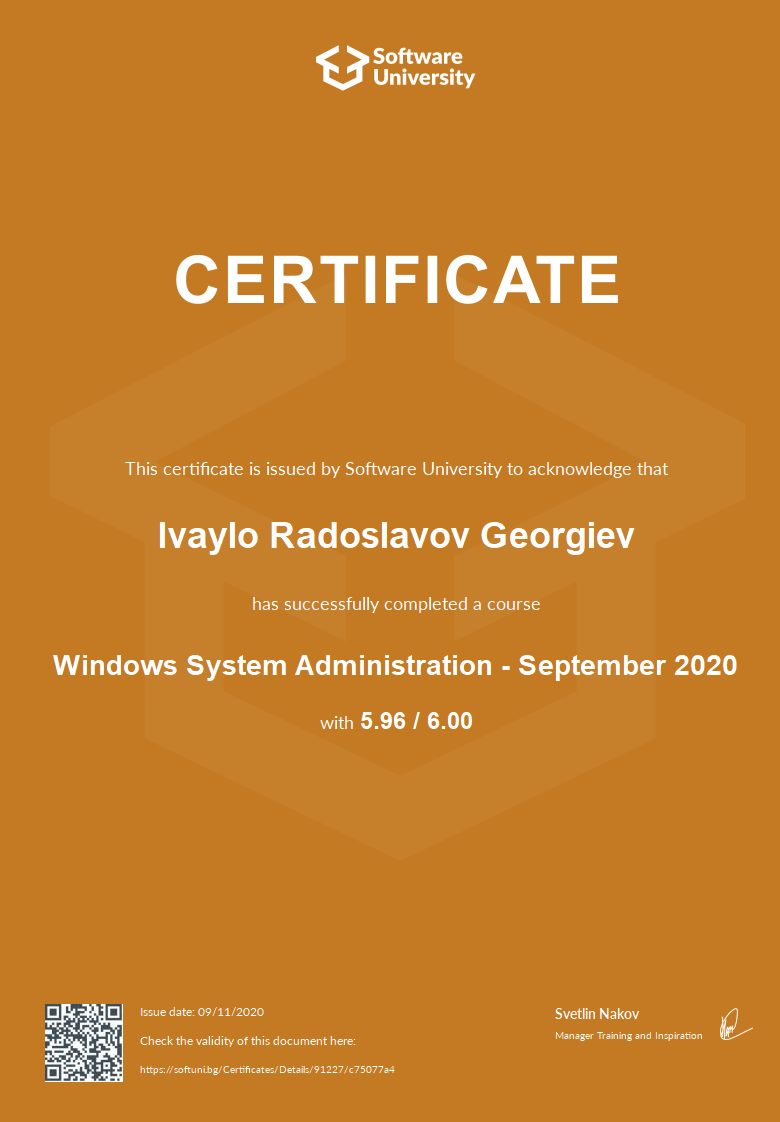 Software
University
CERTIFICATE
This certificate is issued by Software University to acknowledge that
Ivaylo Radoslavov Georgiev
has successfully completed a course
Windows System Administration - September 2020
with 5.96 / 6.00
Issue date: 09/11/2020
Check the validity of this document here:
https://softuni.bg/Certificates/Details/91227/c75077a4
Svetlin Nakov
Manager Training and Inspiration